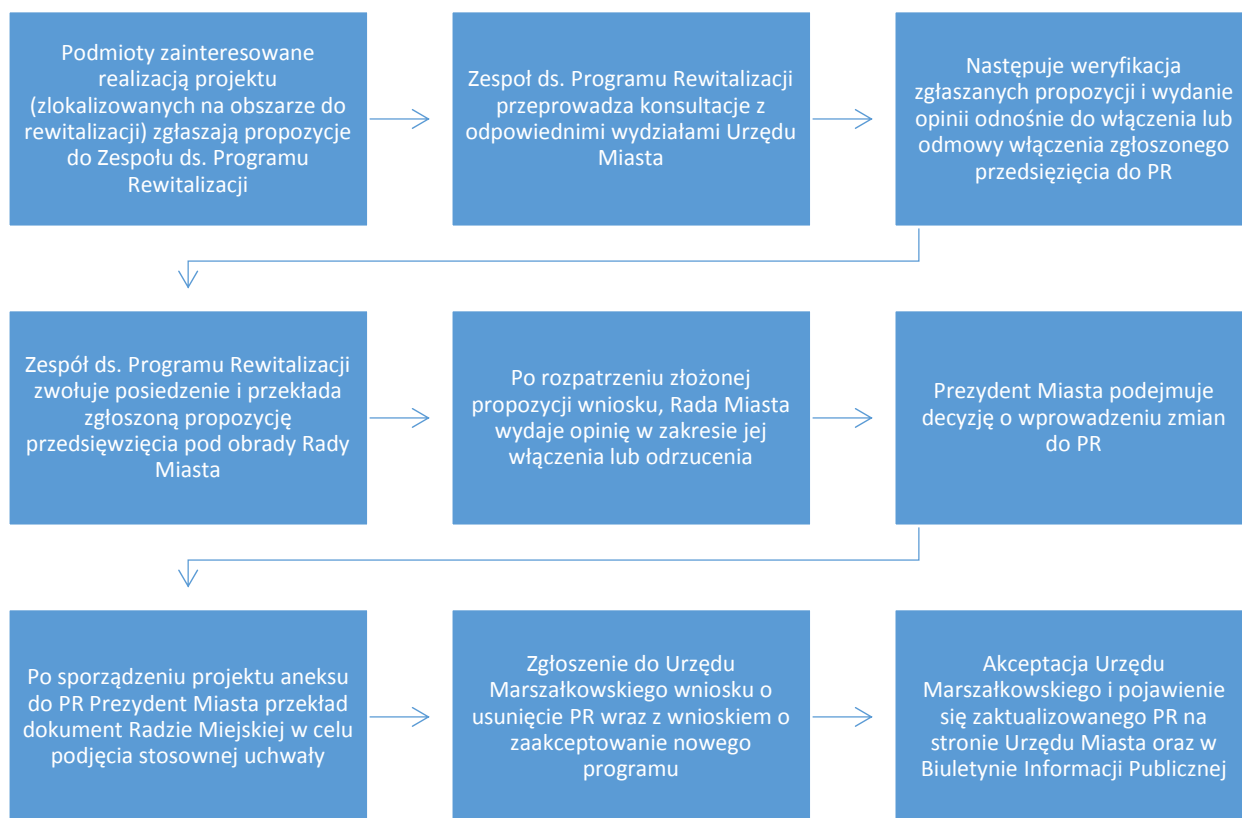 Podmioty zainteresowane
realizacją projektu
(zlokalizowanych na obszarze do
rewitalizacji) zgłaszają propozycje
do Zespołu ds. Programu
Rewitalizacji
Zespoł ds. Programu Rewitalizacji
przeprowadza konsultacje z
odpowiednimi wydziałami Urzędu
Miasta
Następuje weryfikacja
zgłaszanych propozycji i wydanie
opinii odnośnie do włączenia lub
odmowy włączenia zgłoszonego
przedsięzięcia do PR
Zespół ds. Programu Rewitalizacji
zwołuje posiedzenie i przekłada
zgłoszoną propozycję
przedsięwzięcia pod obrady Rady
Miasta
Po rozpatrzeniu złożonej
propozycji wniosku, Rada Miasta
wydaje opinię w zakresie jej
włączenia lub odrzucenia
Prezydent Miasta podejmuje
decyzję o wprowadzeniu zmian
do PR
Po sporządzeniu projektu aneksu
do PR Prezydent Miasta przekład
dokument Radzie Miejskiej w celu
podjęcia stosownej uchwały
Zgłoszenie do Urzędu
Marszałkowskiego wniosku o
usunięcie PR wraz z wnioskiem o
zaakceptowanie nowego
programu
Akceptacja Urzędu
Marszałkowskiego i pojawienie
się zaktualizowanego PR na
stronie Urzędu Miasta oraz w
Biuletynie Informacji Publicznej